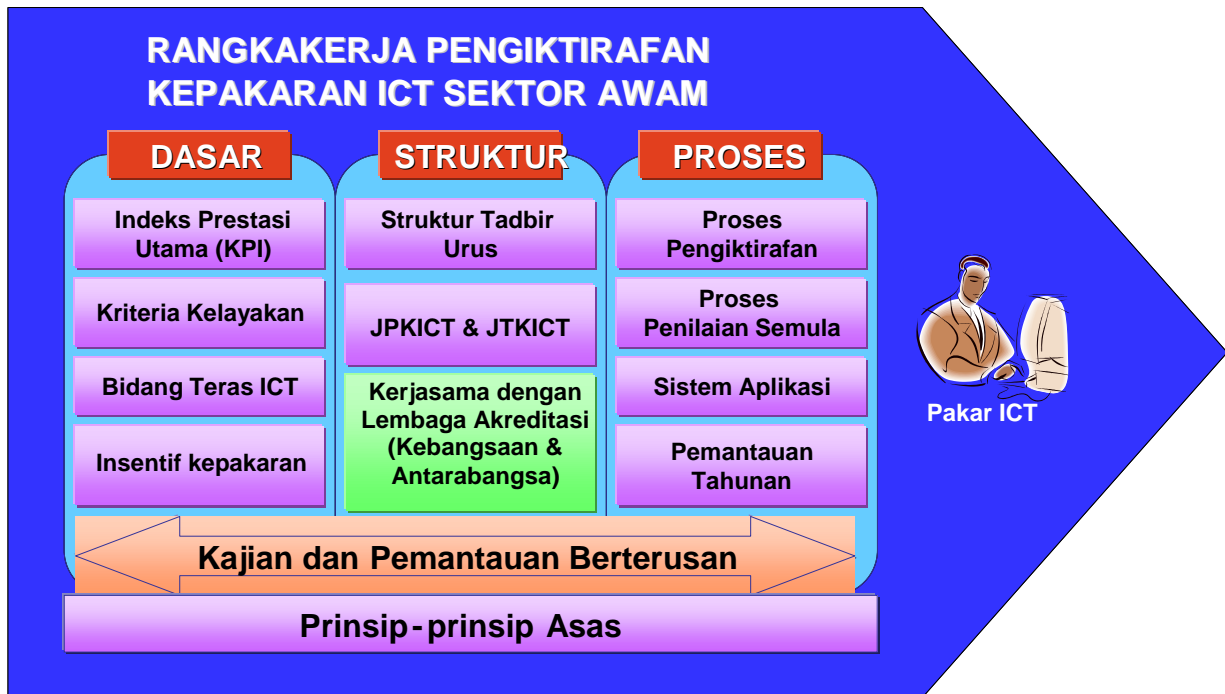 RANGKAKERJA PENGIKTIRAFAN
KEPAKARAN ICT SEKTOR AWAM
DASAR
Indeks Prestasi
Utama (KPI)
Kriteria Kelayakan
Bidang Teras ICT
Insentif kepakaran
STRUKTUR
Struktur Tadbir
Urus
JPKICT & JTKICT
Kerjasama dengan
Lembaga Akreditasi
(Kebangsaan &
Antarabangsa)
PROSES
Proses
Pengiktirafan
Proses
Penilaian Semula
Sistem Aplikasi
Pemantauan
Tahunan
Kajian dan Pemantauan Berterusan
Prinsip-prinsip Asas
Pakar ICT